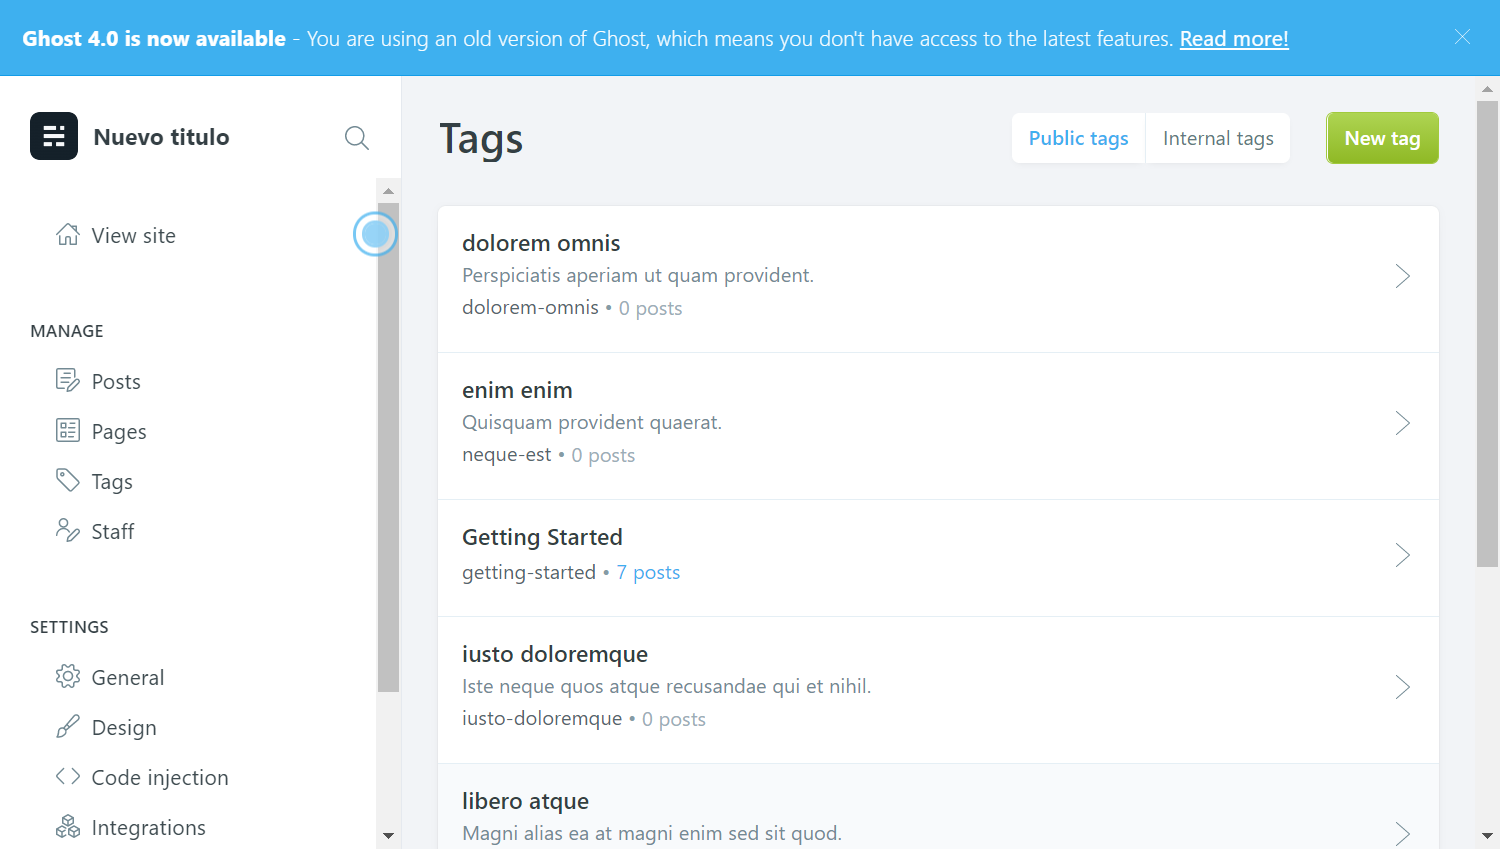 Ghost 4.0 is now available - You are using an old version of Ghost, which means you don't have access to the latest features. Read more!
Nuevo titulo
View site
MANAGE
Posts
Pages
Tags
Staff
SETTINGS
General
Design
Code injection
Integrations
Tags
Public tags
Internal tags
New tag
dolorem omnis
Perspiciatis aperiam ut quam provident.
dolorem-omnis • 0 posts
enim enim
Quisquam provident quaerat.
neque-est • 0 posts
Getting Started
getting-started • 7 posts
iusto doloremque
Iste neque quos atque recusandae qui et nihil.
iusto-doloremque • 0 posts
libero atque
Magni alias ea at magni enim sed sit quod.